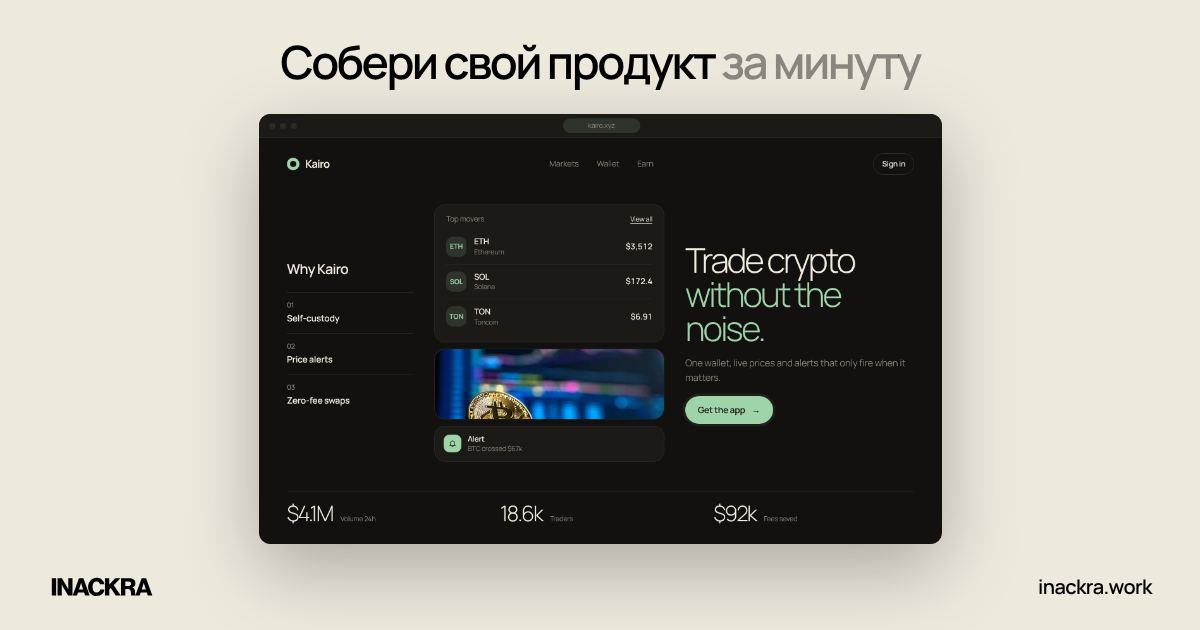 Собери свой продукт за минуту
kairo.xyz
Kairo
Markets Wallet Earn
Sign in
Why Kairo
01
Self-custody
02
Price alerts
03
Zero-fee swaps
Top movers View all
ETH ETH $3,512
Ethereum
SOL SOL $172.4
Solana
TON TON $6.91
Toncoin
Alert
BTC crossed $67k
Trade crypto
without the
noise.
One wallet, live prices and alerts that only fire when it
matters.
Get the app →
$4.1M Volume 24h
18.6k Traders
$92k Fees saved
INACKRA
inackra.work